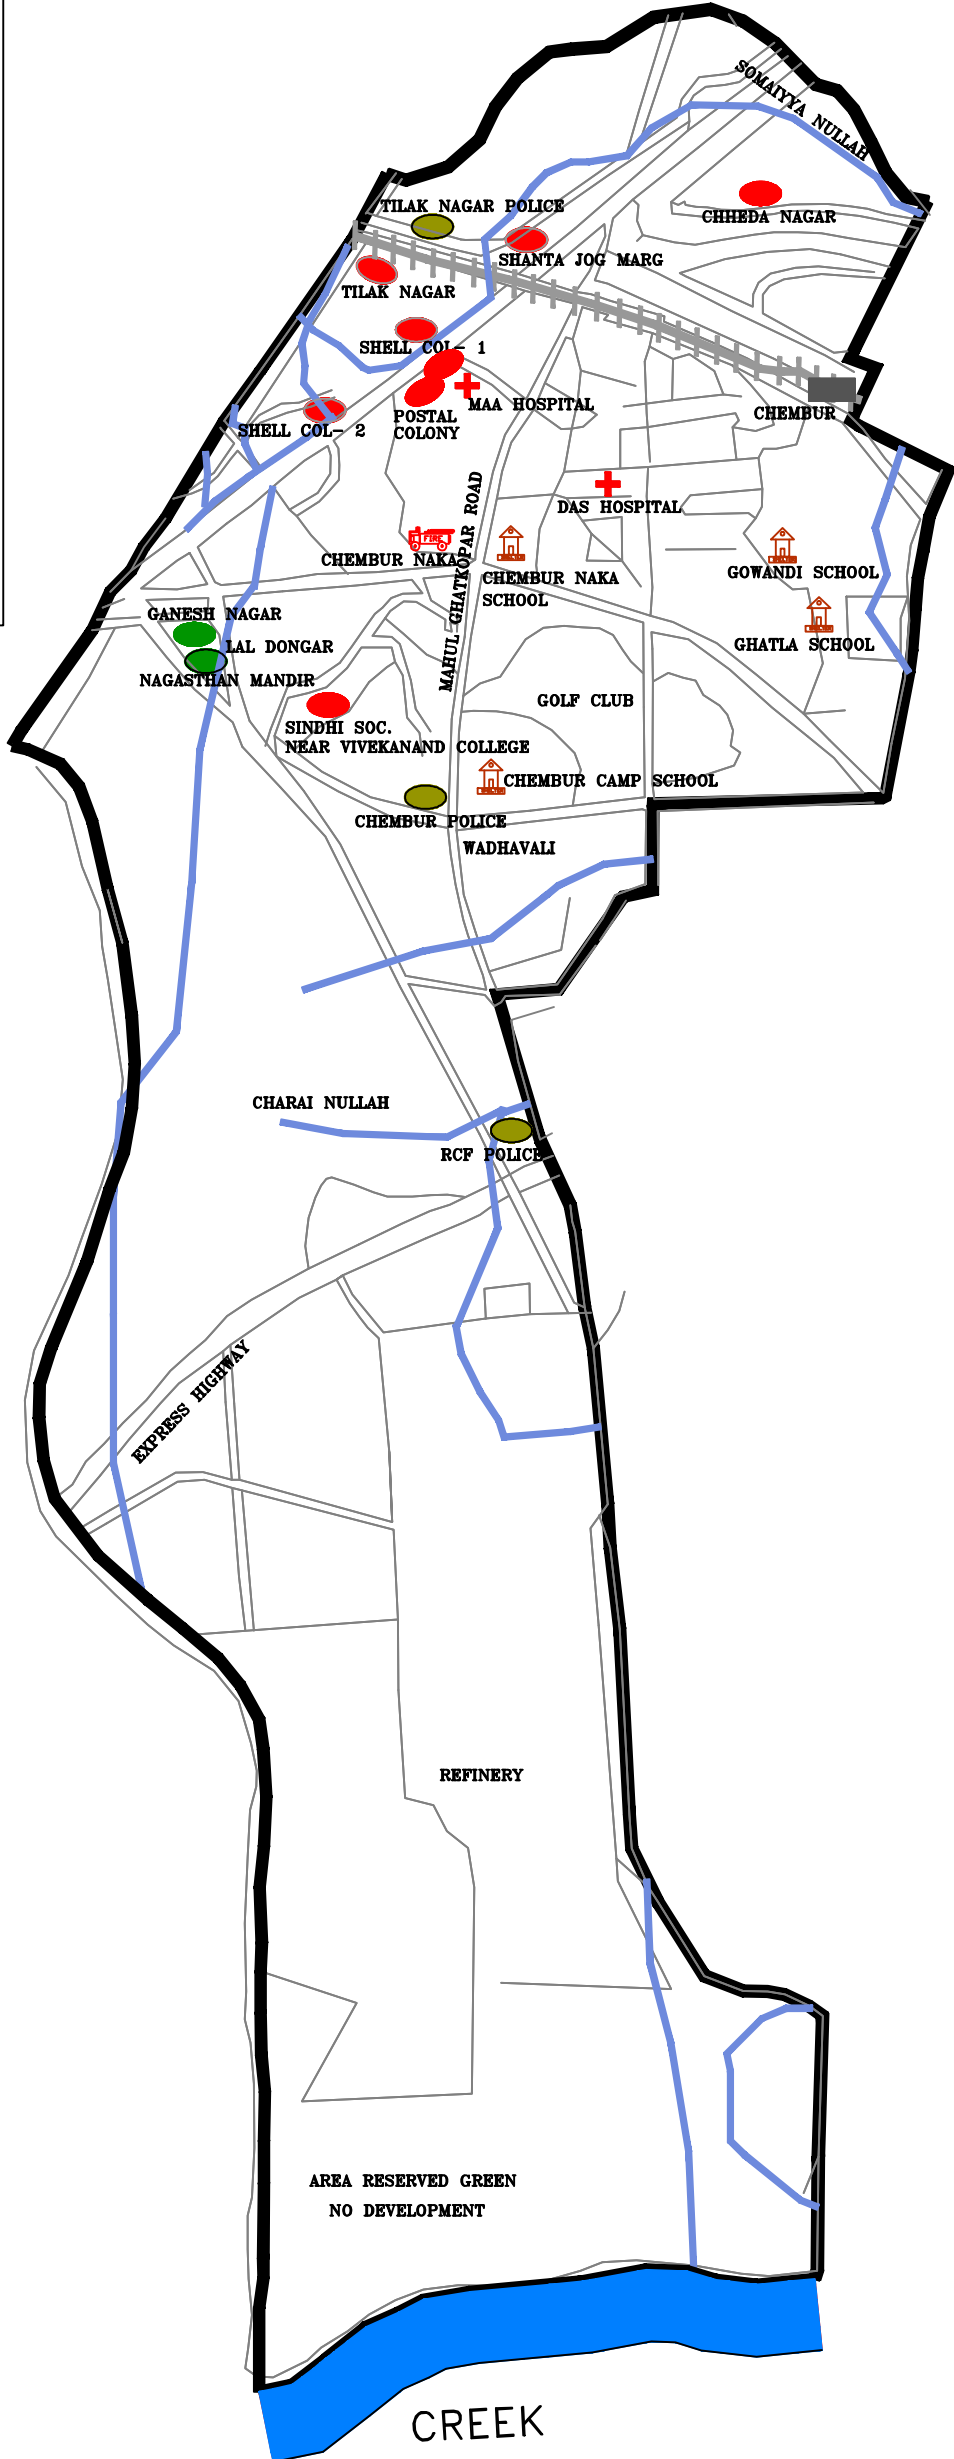 SOMAIYYA NULLAH
TILAK NAGAR POLICE
CHHEDA NAGAR
SHANTA JOG MARG
TILAK NAGAR
SHELL COL- 1
MAA HOSPITAL
CHEMBUR
POSTAL
COLONY
SHELL COL- 2
MAHUL GHATKOPAR ROAD
DAS HOSPITAL
FIRE
CHEMBUR NAKA
CHEMBUR NAKA
SCHOOL
GOWANDI SCHOOL
GANESH NAGAR
LAL DONGAR
GHATLA SCHOOL
NAGASTHAN MANDIR
GOLF CLUB
SINDHI SOC.
NEAR VIVEKANAND COLLEGE
CHEMBUR CAMP SCHOOL
CHEMBUR POLICE
WADHAVALI
CHARAI NULLAH
RCF POLICE
EXPRESS HIGHWAY
REFINERY
AREA RESERVED GREEN
NO DEVELOPMENT
CREEK